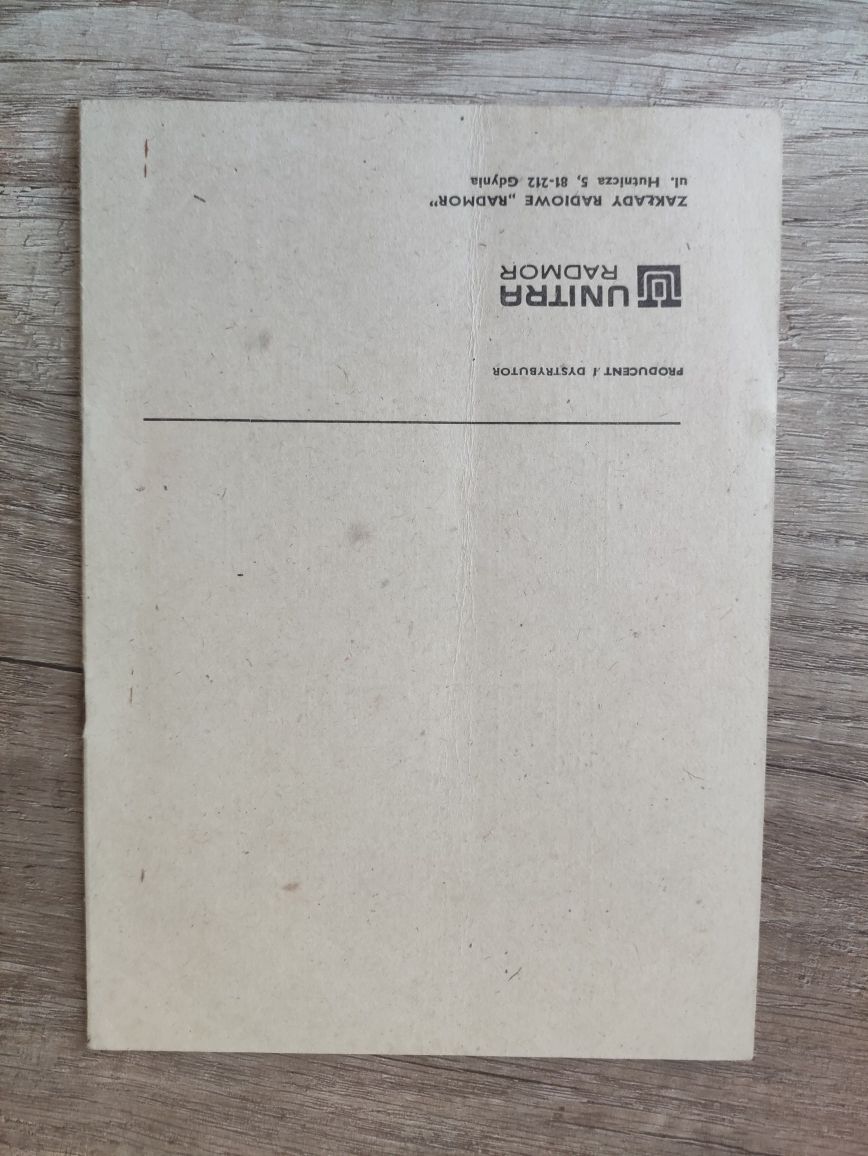 PRODUCENT i DYSTRYBUTOR
UNITRA
RADMOR
ZAKŁADY RADIOWE „RADMOR”
ul. Hutnicza 5, 81-212 Gdynia